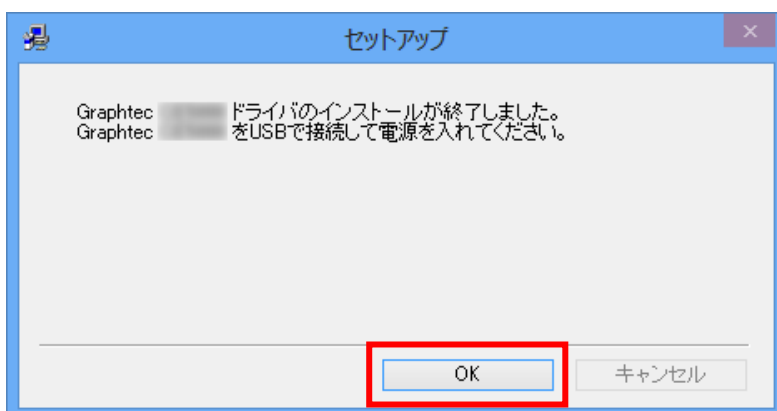 セットアップ
Graphtec ドライバのインストールが終了しました。
Graphtec をUSBで接続して電源を入れてください。
OK
キャンセル